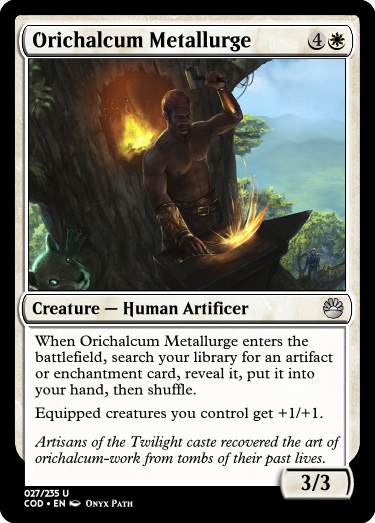 Orichalcum Metallurge 4
Creature — Human Artificer
When Orichalcum Metallurge enters the
battlefield, search your library for an artifact
or enchantment card, reveal it, put it into
your hand, then shuffle.
Equipped creatures you control get +1/+1.
Artisans of the Twilight caste recovered the art of
orichalcum-work from tombs of their past lives.
3/3
027/235 U
COD • EN Onyx Path